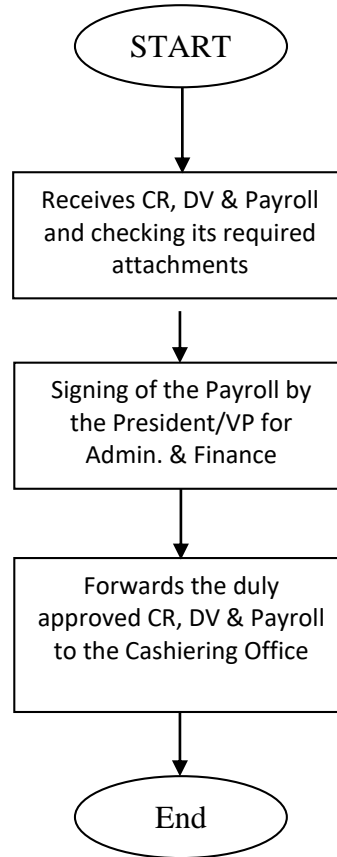 START
Receives CR, DV & Payroll
and checking its required
attachments
Signing of the Payroll by
the President/VP for
Admin. & Finance
Forwards the duly
approved CR, DV & Payroll
to the Cashiering Office
End